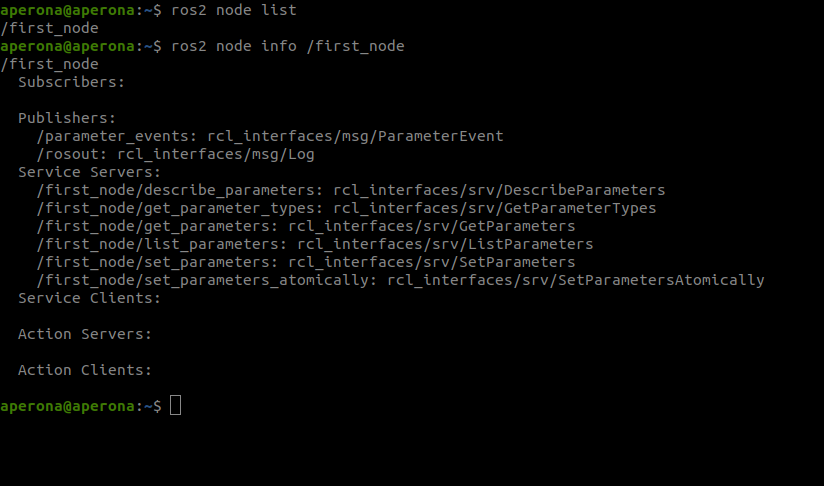 aperona@aperona:~$ ros2 node list
/first_node
aperona@aperona:~$ ros2 node info /first_node
/first_node
  Subscribers:

  Publishers:
    /parameter_events: rcl_interfaces/msg/ParameterEvent
    /rosout: rcl_interfaces/msg/Log
  Service Servers:
    /first_node/describe_parameters: rcl_interfaces/srv/DescribeParameters
    /first_node/get_parameter_types: rcl_interfaces/srv/GetParameterTypes
    /first_node/get_parameters: rcl_interfaces/srv/GetParameters
    /first_node/list_parameters: rcl_interfaces/srv/ListParameters
    /first_node/set_parameters: rcl_interfaces/srv/SetParameters
    /first_node/set_parameters_atomically: rcl_interfaces/srv/SetParametersAtomically
  Service Clients:

  Action Servers:

  Action Clients:

aperona@aperona:~$